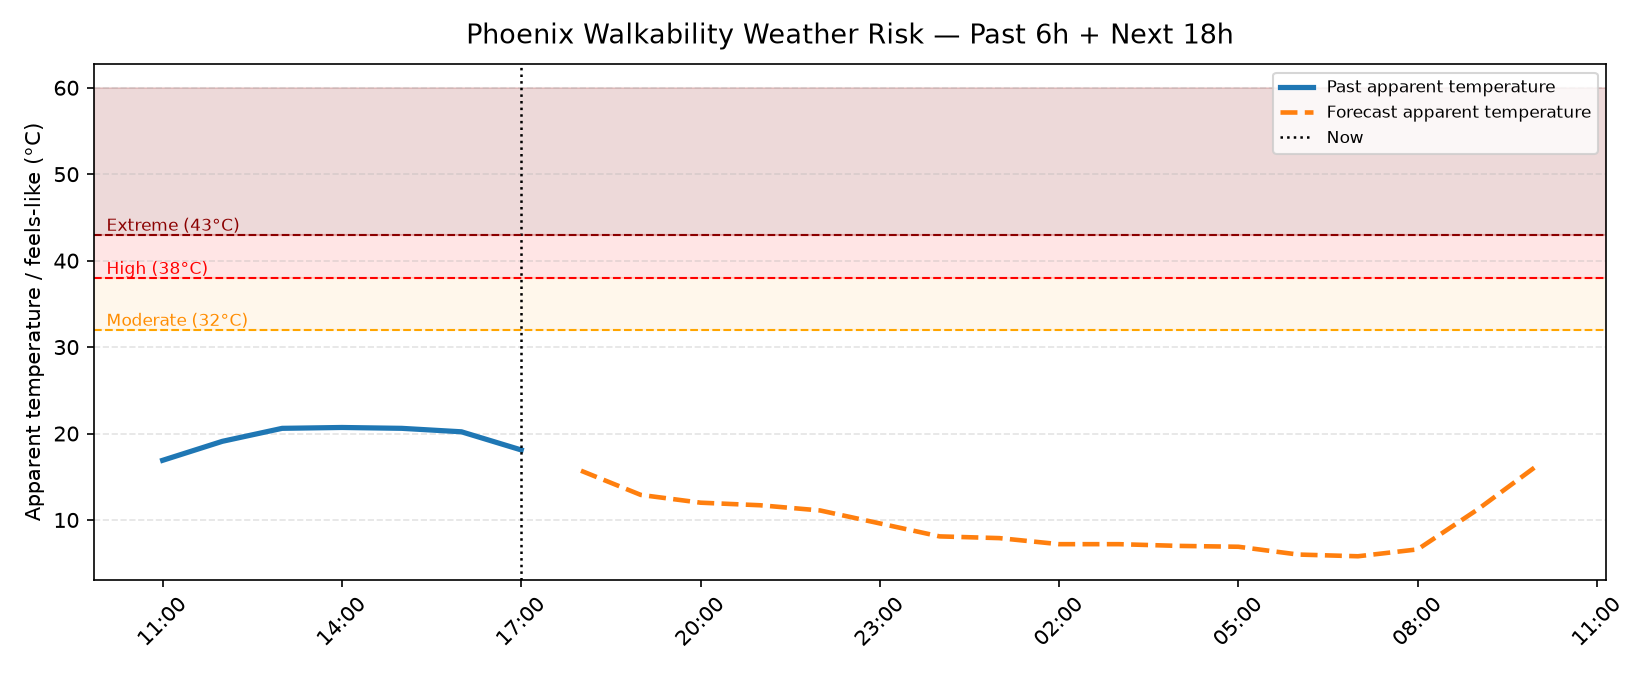 Phoenix Walkability Weather Risk — Past 6h + Next 18h
Apparent temperature / feels-like (°C)
60
50
40
30
20
10
Extreme (43°C)
High (38°C)
Moderate (32°C)
Past apparent temperature
Forecast apparent temperature
Now
11:00
14:00
17:00
20:00
23:00
02:00
05:00
08:00
11:00